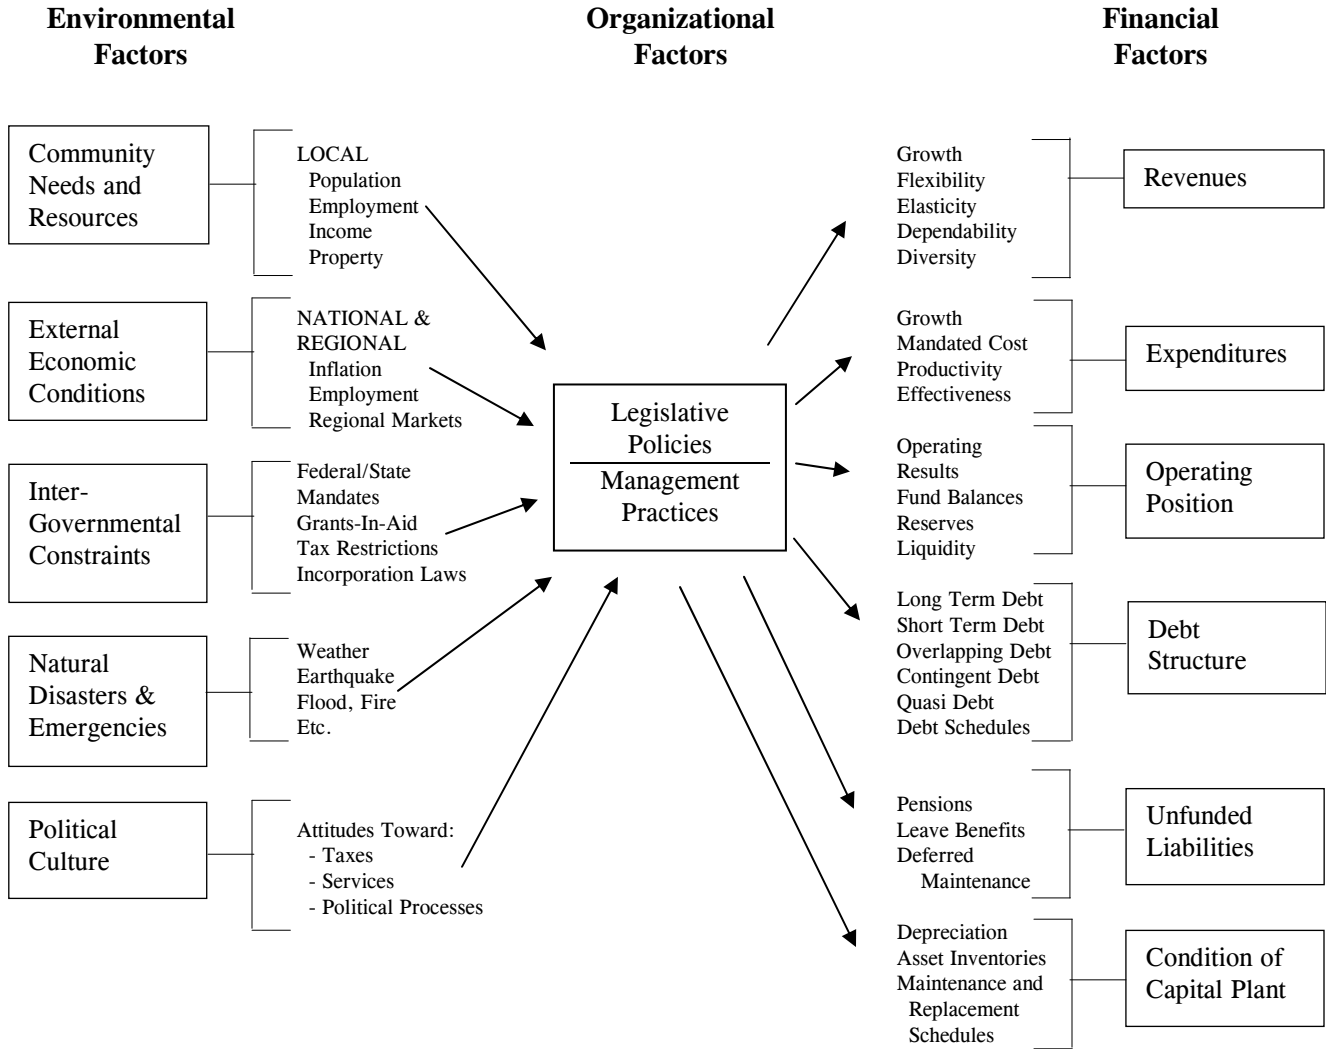 Environmental
Factors
Organizational
Factors
Financial
Factors
Community
Needs and
Resources
LOCAL
Population
Employment
Income
Property
External
Economic
Conditions
NATIONAL &
REGIONAL
Inflation
Employment
Regional Markets
Inter-
Governmental
Constraints
Federal/State
Mandates
Grants-In-Aid
Tax Restrictions
Incorporation Laws
Natural
Disasters &
Emergencies
Weather
Earthquake
Flood, Fire
Etc.
Political
Culture
Attitudes Toward:
- Taxes
- Services
- Political Processes
Legislative
Policies
Management
Practices
Growth
Flexibility
Elasticity
Dependability
Diversity
Revenues
Growth
Mandated Cost
Productivity
Effectiveness
Expenditures
Operating
Results
Fund Balances
Reserves
Liquidity
Operating
Position
Long Term Debt
Short Term Debt
Overlapping Debt
Contingent Debt
Quasi Debt
Debt Schedules
Debt
Structure
Pensions
Leave Benefits
Deferred
Maintenance
Unfunded
Liabilities
Depreciation
Asset Inventories
Maintenance and
Replacement
Schedules
Condition of
Capital Plant